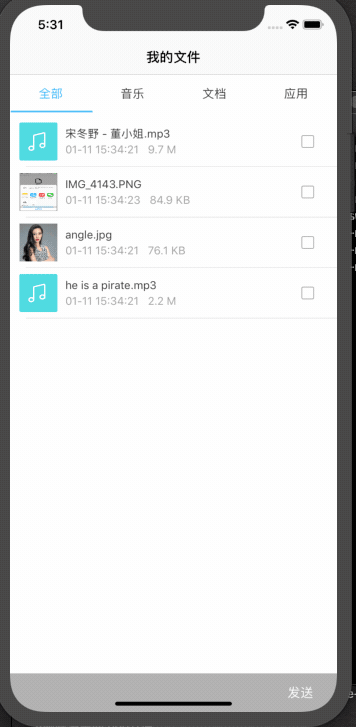 5:31
我的文件
全部 音乐 文档 应用
宋冬野 - 董小姐.mp3
01-11 15:34:21 9.7 M
IMG_4143.PNG
01-11 15:34:23 84.9 KB
angle.jpg
01-11 15:34:21 76.1 KB
he is a pirate.mp3
01-11 15:34:21 2.2 M
发送